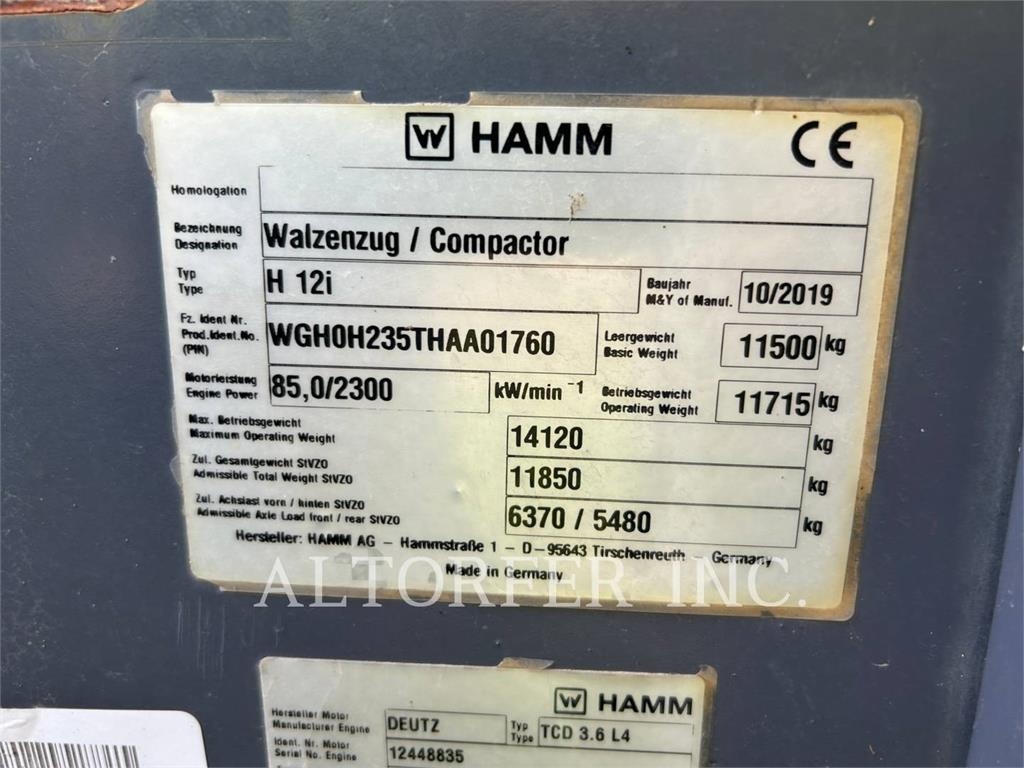 W HAMM CE
Homologation
Bezeichnung
Designation
Walzenzug / Compactor
Typ
Type
H 12i
Baujahr
M&Y of Manuf.
10/2019
Fz. Ident Nr.
Prod.Ident.No.
(PIN)
WGH0H235THAA01760
Leergewicht
Basic Weight
11500 kg
Motorleistung
Engine Power
85,0/2300 kW/min -1
Betriebsgewicht
Operating Weight
11715 kg
Max. Betriebsgewicht
Maximum Operating Weight
14120 kg
Zul. Gesamtgewicht StVZO
Admissible Total Weight StVZO
11850 kg
Zul. Achslast vorn / hinten StVZO
Admissible Axle Load front / rear StVZO
6370 / 5480 kg
Hersteller: HAMM AG – Hammstraße 1 – D–95643 Tirschenreuth – Germany
Made in Germany
ALTORFER INC.
W HAMM
Hersteller Motor
Manufacturer Engine
DEUTZ
Typ
Type
TCD 3.6 L4
Ident. Nr. Motor
Serial No. Engine
12448835